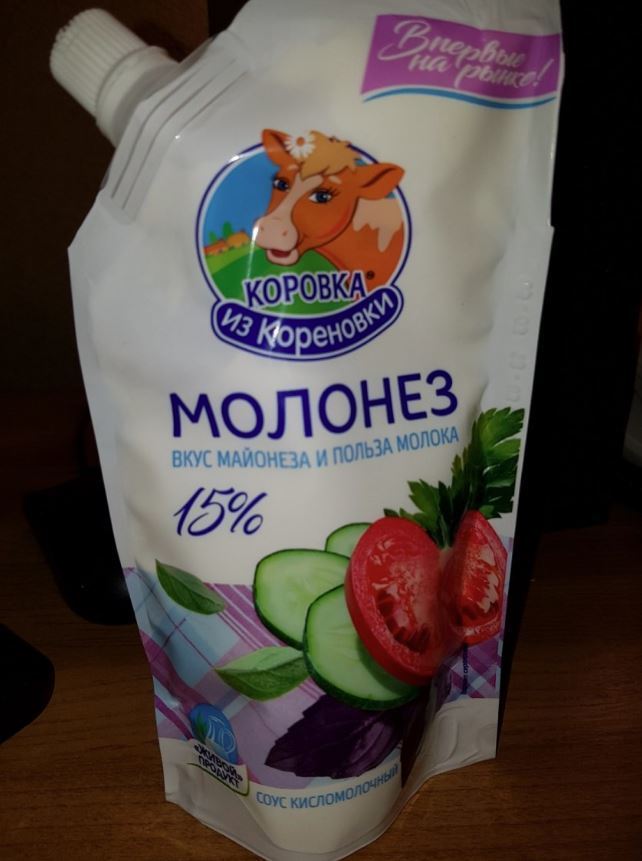 Впервые
на рынке!
КОРОВКА®
из Кореновки
МОЛОНЕЗ
ВКУС МАЙОНЕЗА И ПОЛЬЗА МОЛОКА
15%
«ЖИВОЙ»
ПРОДУКТ
СОУС КИСЛОМОЛОЧНЫЙ